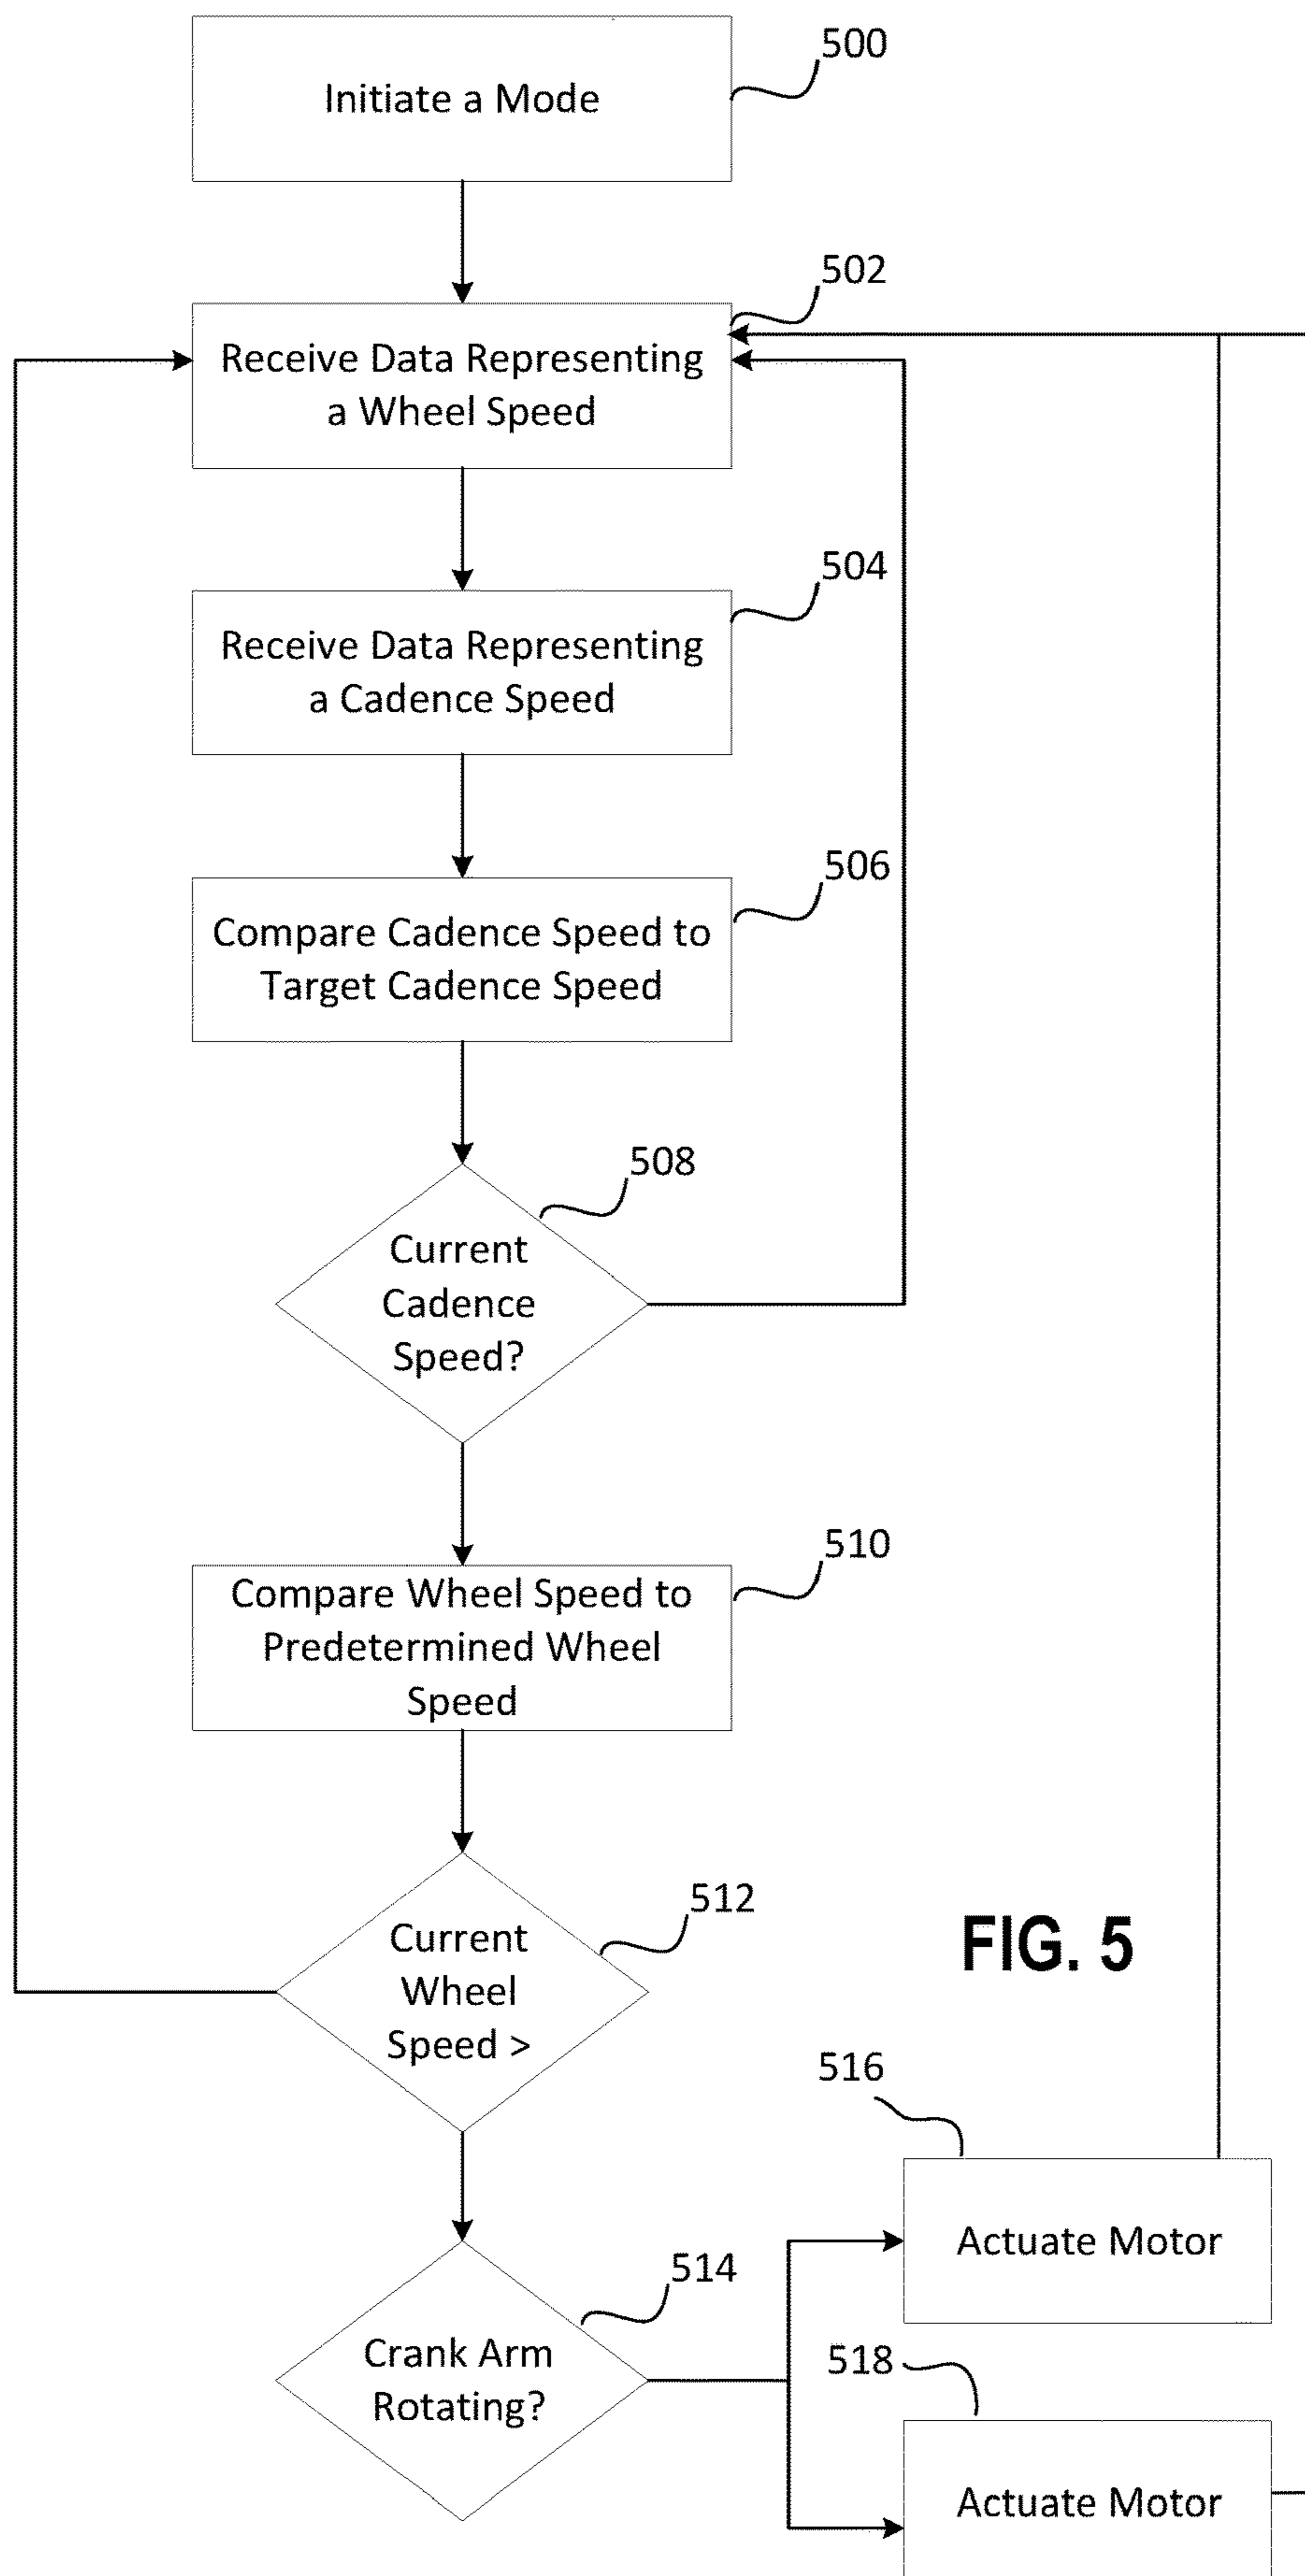 500
Initiate a Mode
502
Receive Data Representing
a Wheel Speed
504
Receive Data Representing
a Cadence Speed
506
Compare Cadence Speed to
Target Cadence Speed
508
Current
Cadence
Speed?
510
Compare Wheel Speed to
Predetermined Wheel
Speed
512
Current
Wheel
Speed >
FIG. 5
514
Crank Arm
Rotating?
516
Actuate Motor
518
Actuate Motor